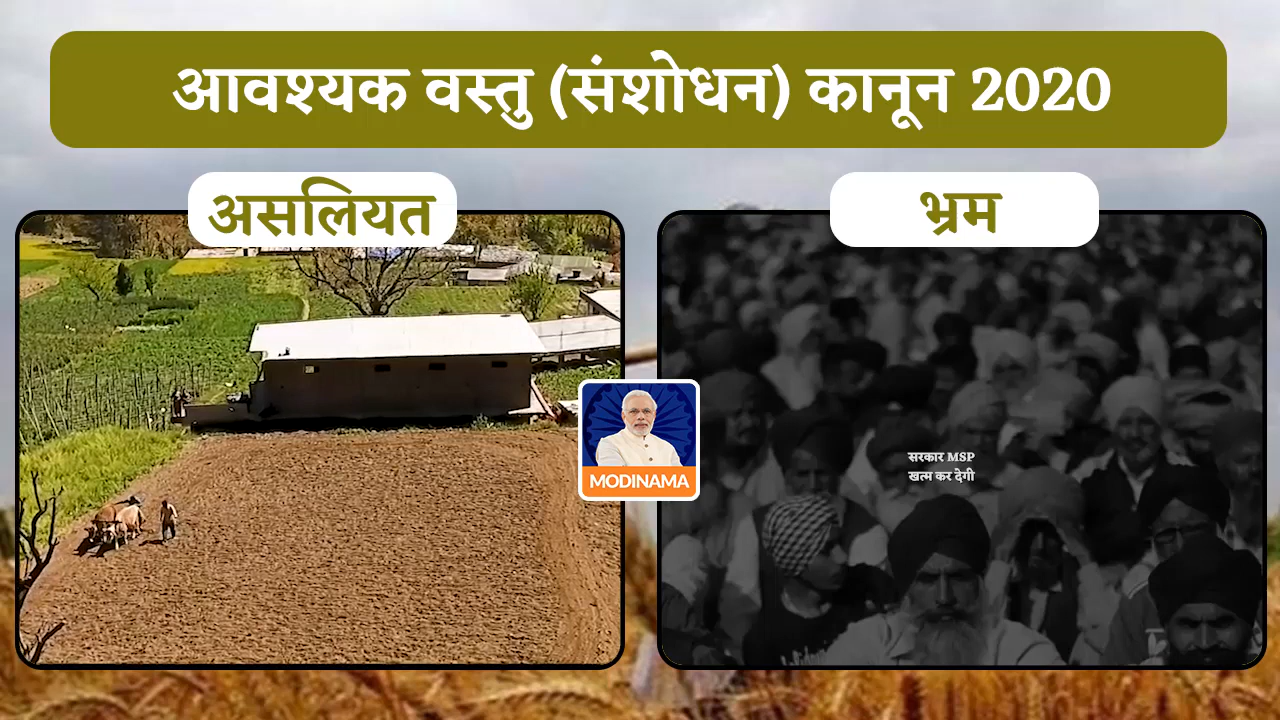 आवश्यक वस्तु (संशोधन) कानून 2020
असलियत
भ्रम
सरकार MSP
खत्म कर देगी
MODINAMA